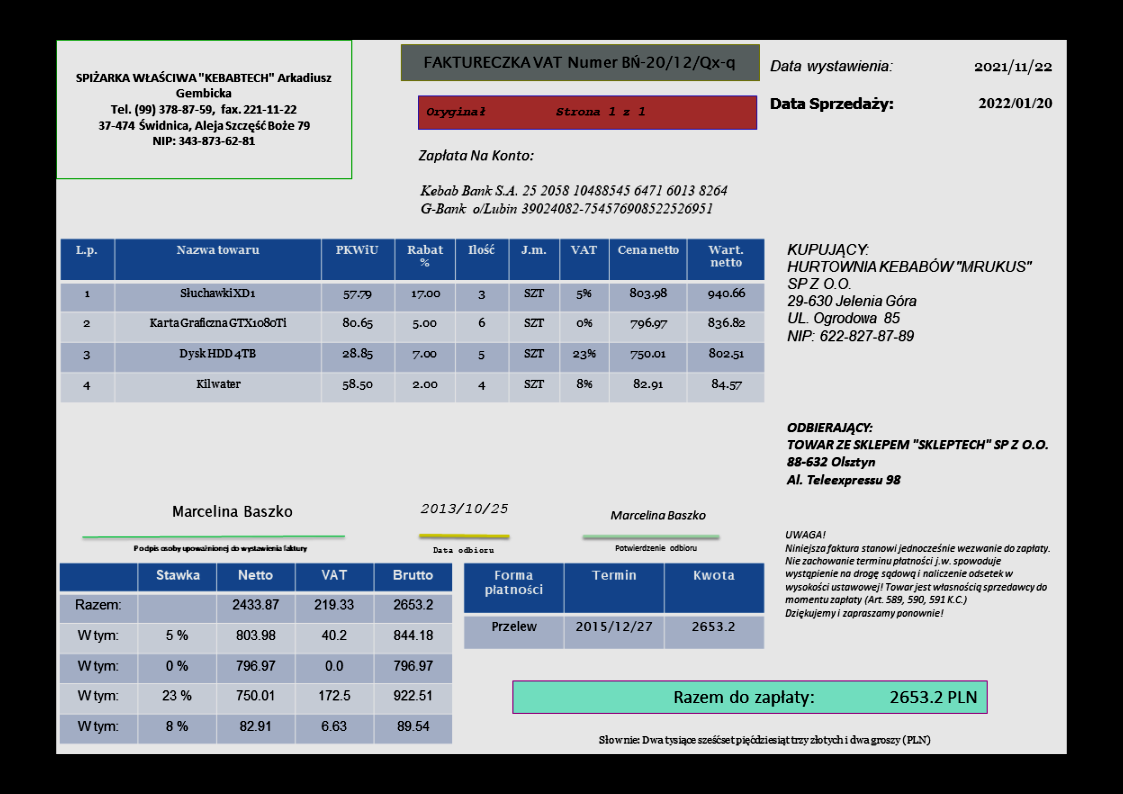 SPIŻARKA WŁAŚCIWA "KEBABTECH" Arkadiusz
Gembicka
Tel. (99) 378-87-59, fax. 221-11-22
37-474 Świdnica, Aleja Szczęść Boże 79
NIP: 343-873-62-81
FAKTURECZKA VAT Numer BŃ-20/12/Qx-q
Oryginał Strona 1 z 1
Data wystawienia: 2021/11/22
Data Sprzedaży: 2022/01/20
Zapłata Na Konto:
Kebab Bank S.A. 25 2058 10488545 6471 6013 8264
G-Bank o/Lubin 39024082-754576908522526951
L.p. Nazwa towaru PKWiU Rabat % Ilość J.m. VAT Cena netto Wart. netto
1 Słuchawki XD1 57.79 17.00 3 SZT 5% 803.98 940.66
2 Karta Graficzna GTX1080Ti 80.65 5.00 6 SZT 0% 796.97 836.82
3 Dysk HDD 4TB 28.85 7.00 5 SZT 23% 750.01 802.51
4 Kilwater 58.50 2.00 4 SZT 8% 82.91 84.57
KUPUJĄCY:
HURTOWNIA KEBABÓW "MRUKUS"
SP Z O.O.
29-630 Jelenia Góra
UL. Ogrodowa 85
NIP: 622-827-87-89
ODBIERAJĄCY:
TOWAR ZE SKLEPEM "SKLEPTECH" SP Z O.O.
88-632 Olsztyn
Al. Teleexpressu 98
Marcelina Baszko
Podpis osoby upoważnionej do wystawienia faktury
2013/10/25
Data odbioru
Marcelina Baszko
Potwierdzenie odbioru
UWAGA!
Niniejsza faktura stanowi jednocześnie wezwanie do zapłaty.
Nie zachowanie terminu płatności j.w. spowoduje
wystąpienie na drogę sądową i naliczenie odsetek w
wysokości ustawowej! Towar jest własnością sprzedawcy do
momentu zapłaty (Art. 589, 590, 591 K.C.)
Dziękujemy i zapraszamy ponownie!
Stawka Netto VAT Brutto
Razem: 2433.87 219.33 2653.2
W tym: 5 % 803.98 40.2 844.18
W tym: 0 % 796.97 0.0 796.97
W tym: 23 % 750.01 172.5 922.51
W tym: 8 % 82.91 6.63 89.54
Forma płatności Termin Kwota
Przelew 2015/12/27 2653.2
Razem do zapłaty: 2653.2 PLN
Słownie: Dwa tysiące sześćset pięćdziesiąt trzy złotych i dwa groszy (PLN)